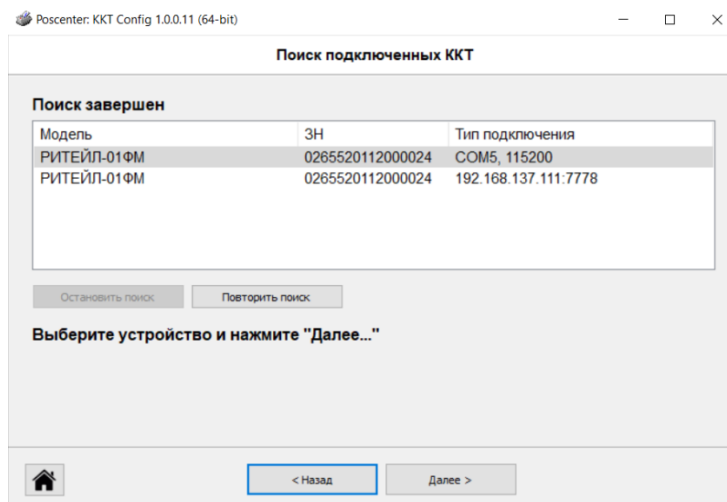 Poscenter: KKT Config 1.0.0.11 (64-bit)
Поиск подключенных ККТ
Поиск завершен
Модель ЗН Тип подключения
РИТЕЙЛ-01ФМ 0265520112000024 COM5, 115200
РИТЕЙЛ-01ФМ 0265520112000024 192.168.137.111:7778
Остановить поиск Повторить поиск
Выберите устройство и нажмите "Далее..."
< Назад Далее >